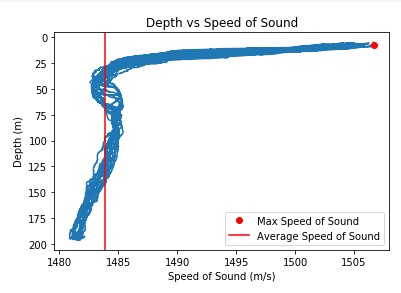 Depth vs Speed of Sound
0
25
50
75
100
125
150
175
200
Depth (m)
Max Speed of Sound
Average Speed of Sound
1480 1485 1490 1495 1500 1505
Speed of Sound (m/s)